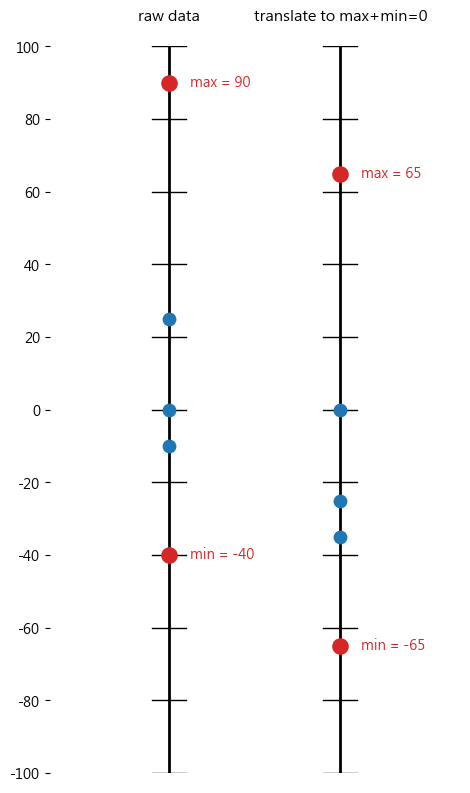 raw data
translate to max+min=0
100
80
60
40
20
0
-20
-40
-60
-80
-100
max = 90
min = -40
max = 65
min = -65